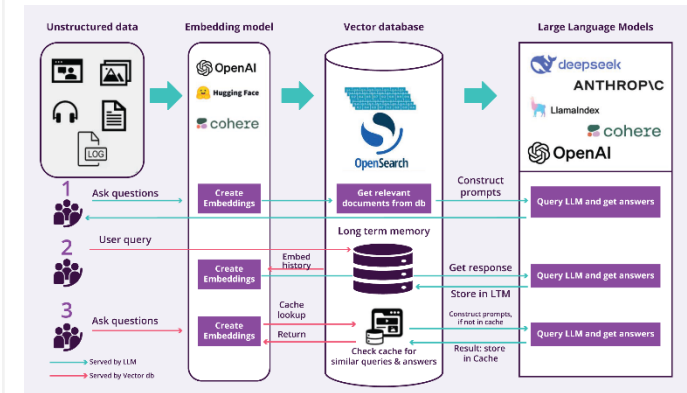 Unstructured data
Embedding model
Vector database
Large Language Models
OpenAI
Hugging Face
cohere
OpenSearch
deepseek
ANTHROP\C
LlamaIndex
cohere
OpenAI
LOG
1
Ask questions
Create
Embeddings
Get relevant
documents from db
Construct
prompts
Query LLM and get answers
2
User query
Long term memory
Embed
history
Create
Embeddings
Get response
Store in LTM
Query LLM and get answers
3
Ask questions
Cache
lookup
Create
Embeddings
Return
Check cache for
similar queries & answers
Construct prompts,
if not in cache
Result: store
in Cache
Query LLM and get answers
Served by LLM
Served by Vector db